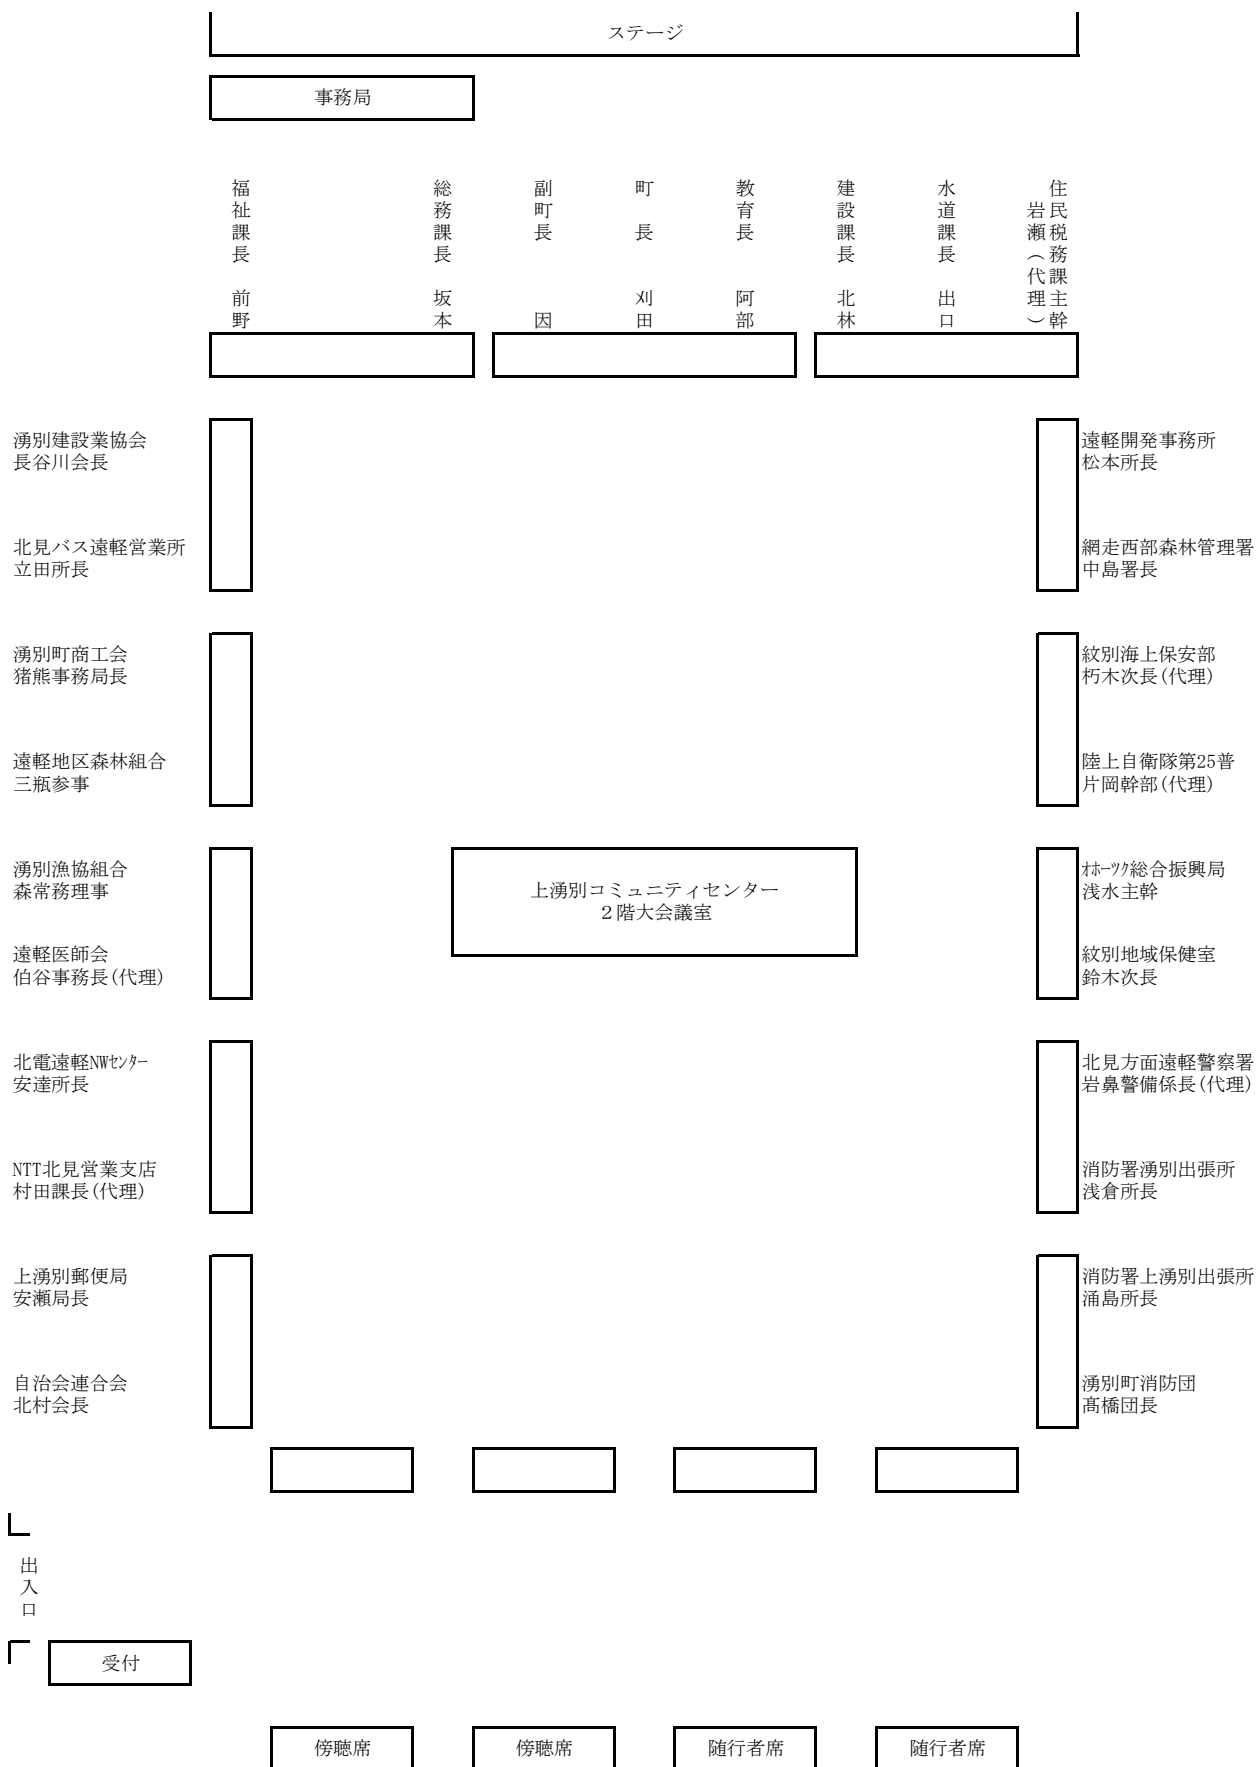 ステージ
事務局
福祉課長　前野
総務課長　坂本
副町長　　因
町　長　　刈田
教育長　　阿部
建設課長　北林
水道課長　出口
住民税務課主幹
岩瀬（代理）
湧別建設業協会
長谷川会長
北見バス遠軽営業所
立田所長
湧別町商工会
猪熊事務局長
遠軽地区森林組合
三瓶参事
湧別漁協組合
森常務理事
遠軽医師会
伯谷事務長(代理)
北電遠軽NWｾﾝﾀｰ
安達所長
NTT北見営業支店
村田課長(代理)
上湧別郵便局
安瀬局長
自治会連合会
北村会長
上湧別コミュニティセンター
２階大会議室
遠軽開発事務所
松本所長
網走西部森林管理署
中島署長
紋別海上保安部
朽木次長(代理)
陸上自衛隊第25普
片岡幹部(代理)
ｵﾎｰﾂｸ総合振興局
浅水主幹
紋別地域保健室
鈴木次長
北見方面遠軽警察署
岩鼻警備係長(代理)
消防署湧別出張所
浅倉所長
消防署上湧別出張所
涌島所長
湧別町消防団
髙橋団長
出入口
受付
傍聴席
傍聴席
随行者席
随行者席